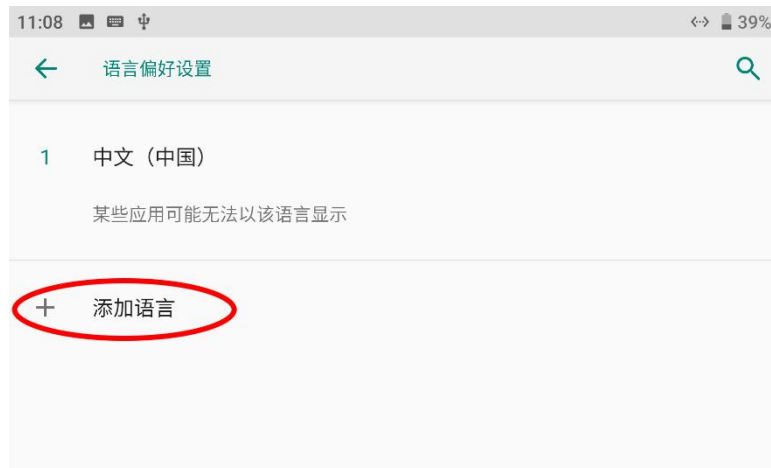 11:08 39%
语言偏好设置
1 中文（中国）
某些应用可能无法以该语言显示
+ 添加语言